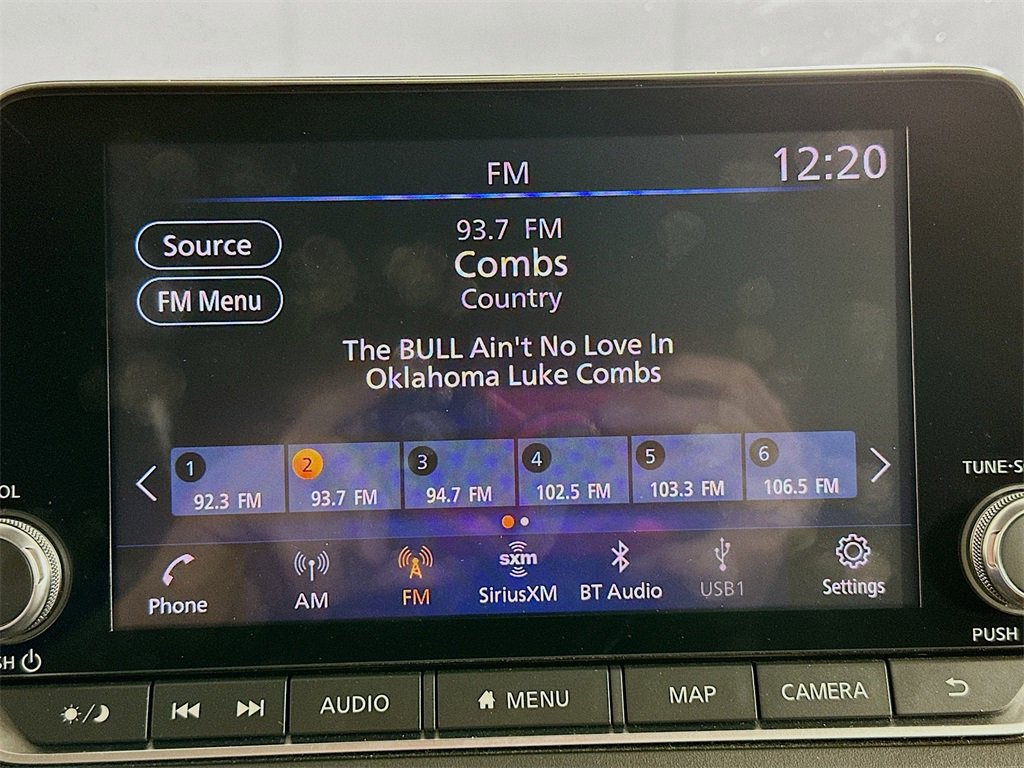 FM
12:20
Source
93.7 FM
Combs
FM Menu
Country
The BULL Ain't No Love In
Oklahoma Luke Combs
1
92.3 FM
2
93.7 FM
3
94.7 FM
4
102.5 FM
5
103.3 FM
6
106.5 FM
OL
TUNE·S
Phone
AM
FM
sxm
SiriusXM
BT Audio
USB1
Settings
SH
PUSH
AUDIO
MENU
MAP
CAMERA